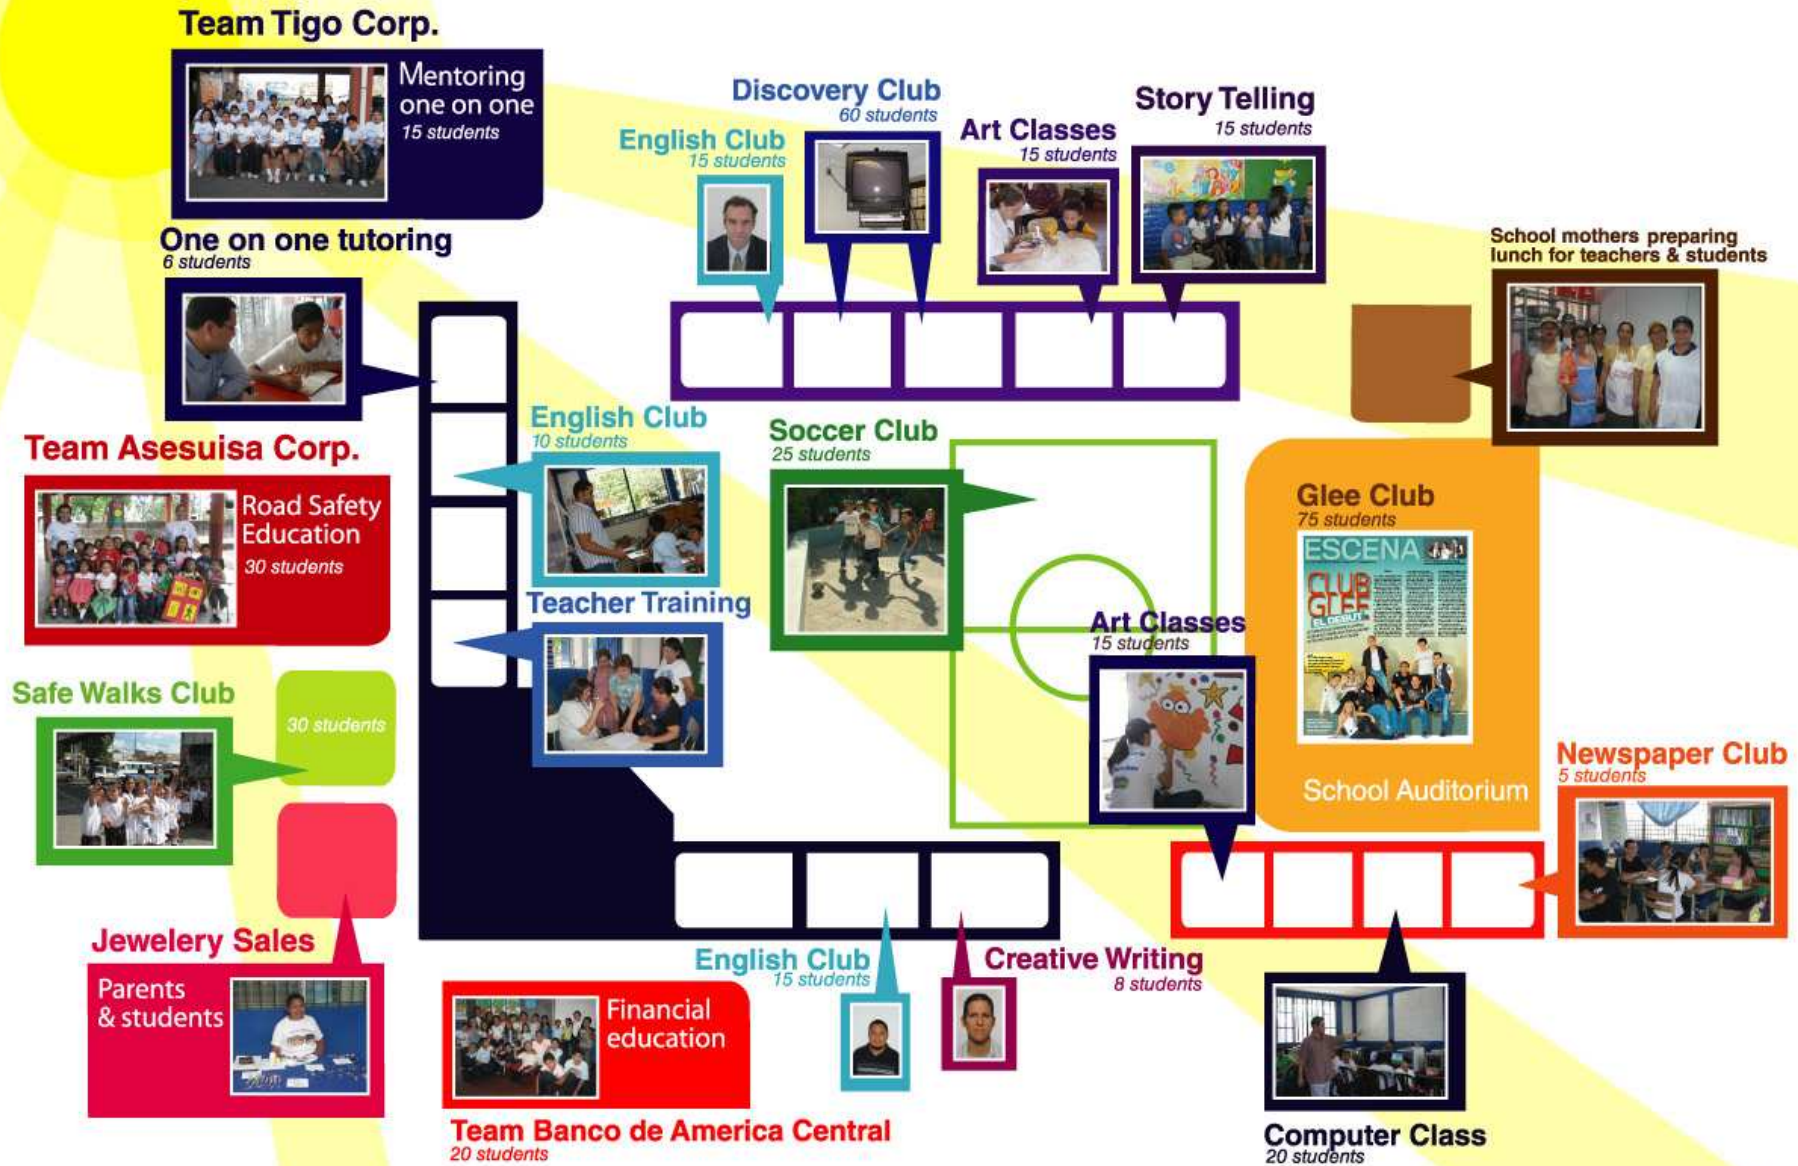 Team Tigo Corp.
Mentoring
one on one
15 students
Discovery Club
60 students
English Club
15 students
Art Classes
15 students
Story Telling
15 students
One on one tutoring
6 students
School mothers preparing
lunch for teachers & students
Team Asesuisa Corp.
Road Safety
Education
30 students
English Club
10 students
Soccer Club
25 students
Glee Club
75 students
ESCENA
CLUB
GLEE
EL DEBUT
Teacher Training
Art Classes
15 students
Safe Walks Club
30 students
School Auditorium
Newspaper Club
5 students
Jewelery Sales
Parents
& students
English Club
15 students
Creative Writing
8 students
Financial
education
Team Banco de America Central
20 students
Computer Class
20 students